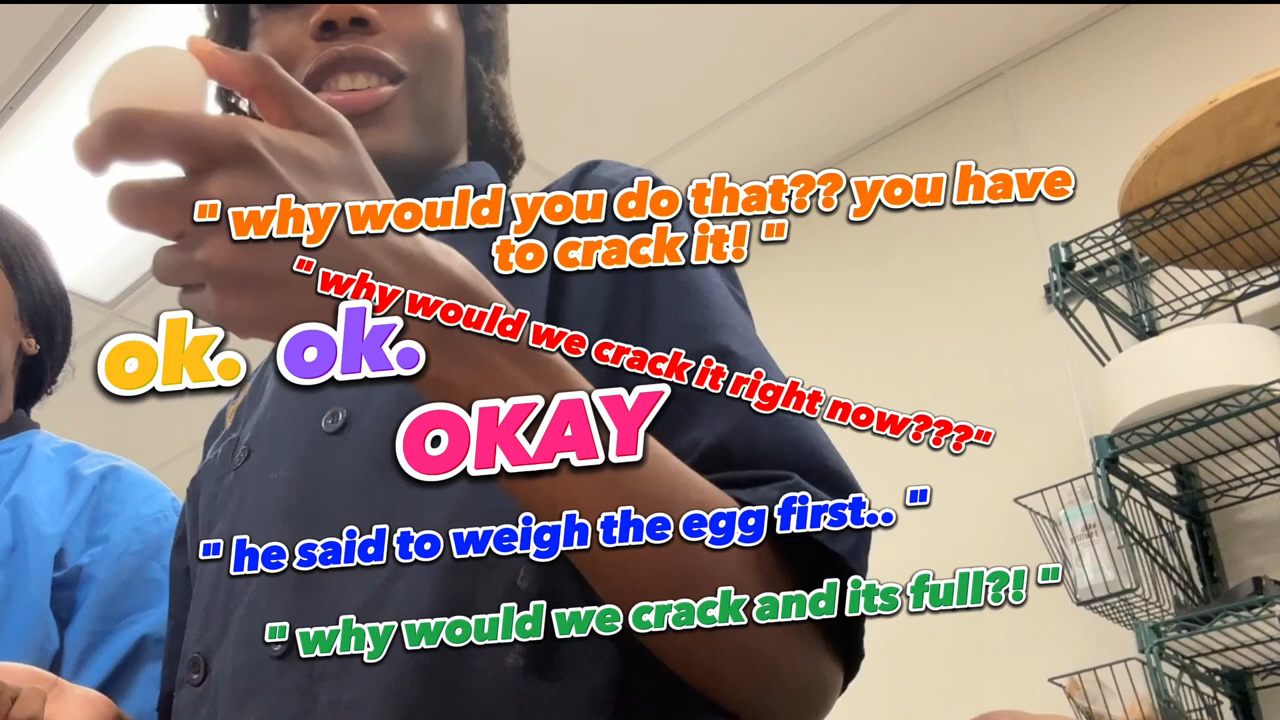 " why would you do that?? you have
to crack it! "
" why would we crack it right now???"
ok. ok.
OKAY
" he said to weigh the egg first.. "
" why would we crack and its full?! "